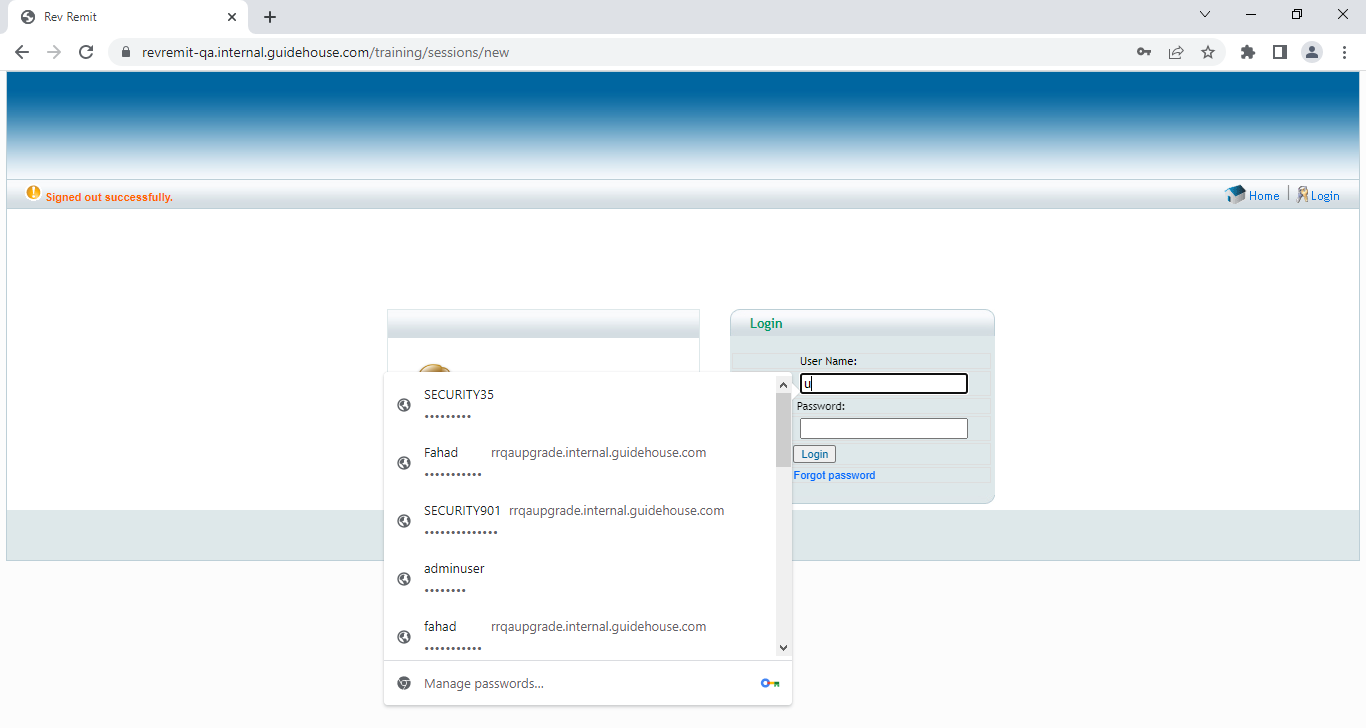 Rev Remit
revremit-qa.internal.guidehouse.com/training/sessions/new
Signed out successfully.
Home
Login
Login
User Name:
u
Password:
Login
Forgot password
SECURITY35
•••••••••
Fahad rrqaupgrade.internal.guidehouse.com
•••••••••••
SECURITY901 rrqaupgrade.internal.guidehouse.com
••••••••••••••
adminuser
••••••••
fahad rrqaupgrade.internal.guidehouse.com
•••••••••••
Manage passwords...